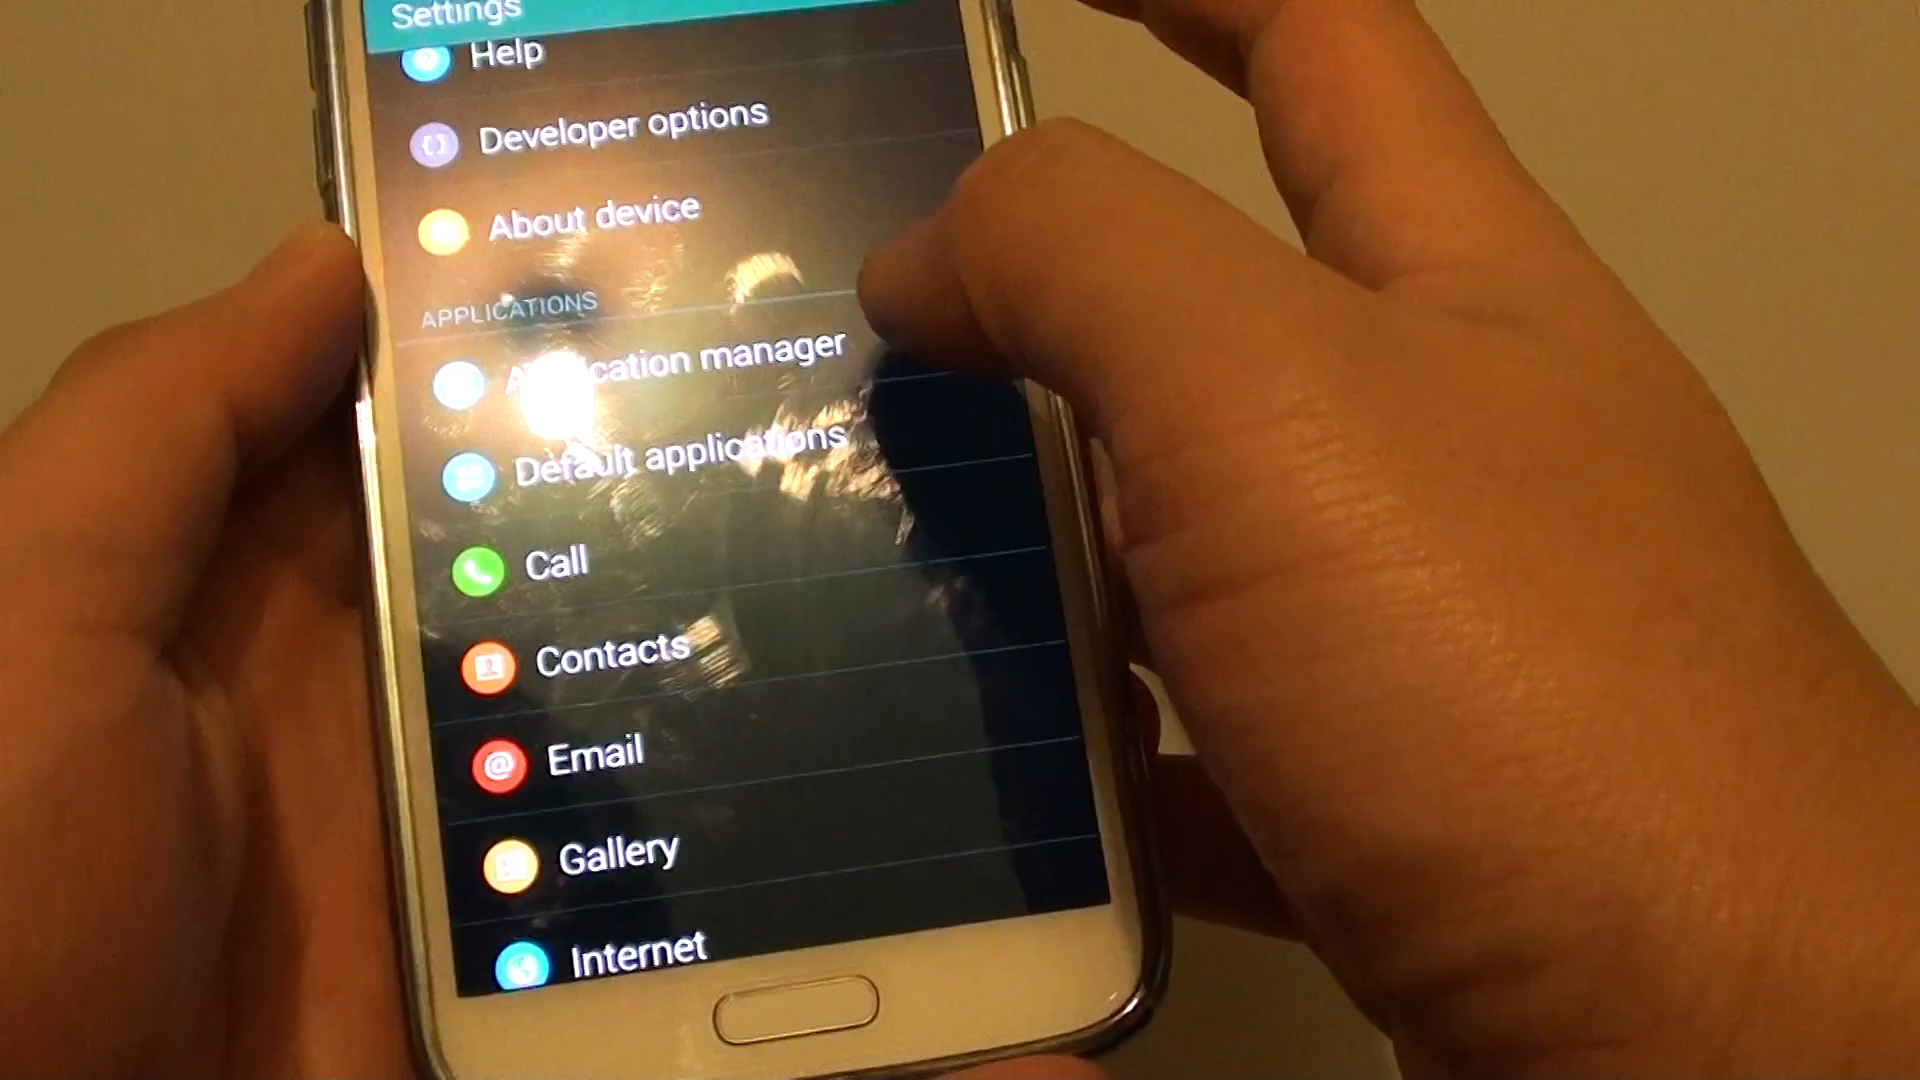 Settings
Help
Developer options
About device
APPLICATIONS
Application manager
Default applications
Call
Contacts
Email
Gallery
Internet